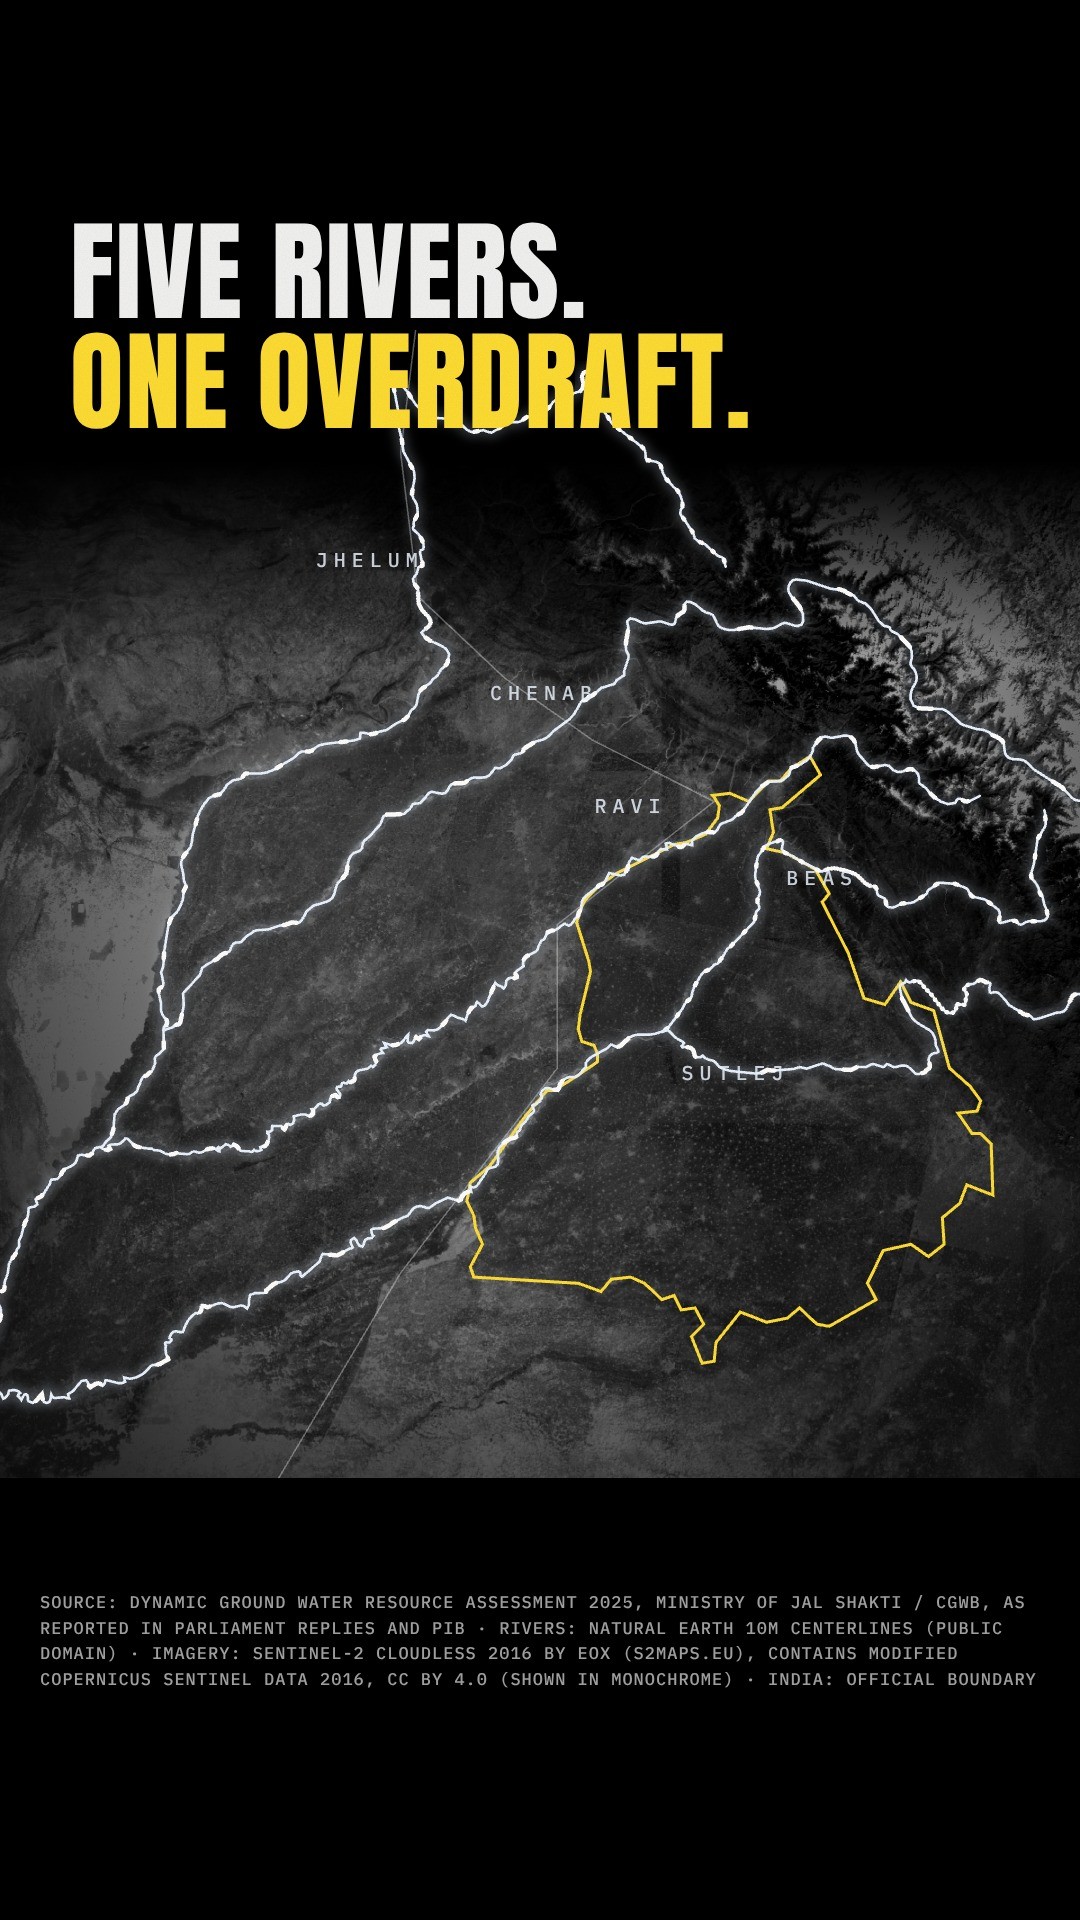 FIVE RIVERS.
ONE OVERDRAFT.
JHELUM
CHENAB
RAVI
BEAS
SUTLEJ
SOURCE: DYNAMIC GROUND WATER RESOURCE ASSESSMENT 2025, MINISTRY OF JAL SHAKTI / CGWB, AS
REPORTED IN PARLIAMENT REPLIES AND PIB · RIVERS: NATURAL EARTH 10M CENTERLINES (PUBLIC
DOMAIN) · IMAGERY: SENTINEL-2 CLOUDLESS 2016 BY EOX (S2MAPS.EU), CONTAINS MODIFIED
COPERNICUS SENTINEL DATA 2016, CC BY 4.0 (SHOWN IN MONOCHROME) · INDIA: OFFICIAL BOUNDARY